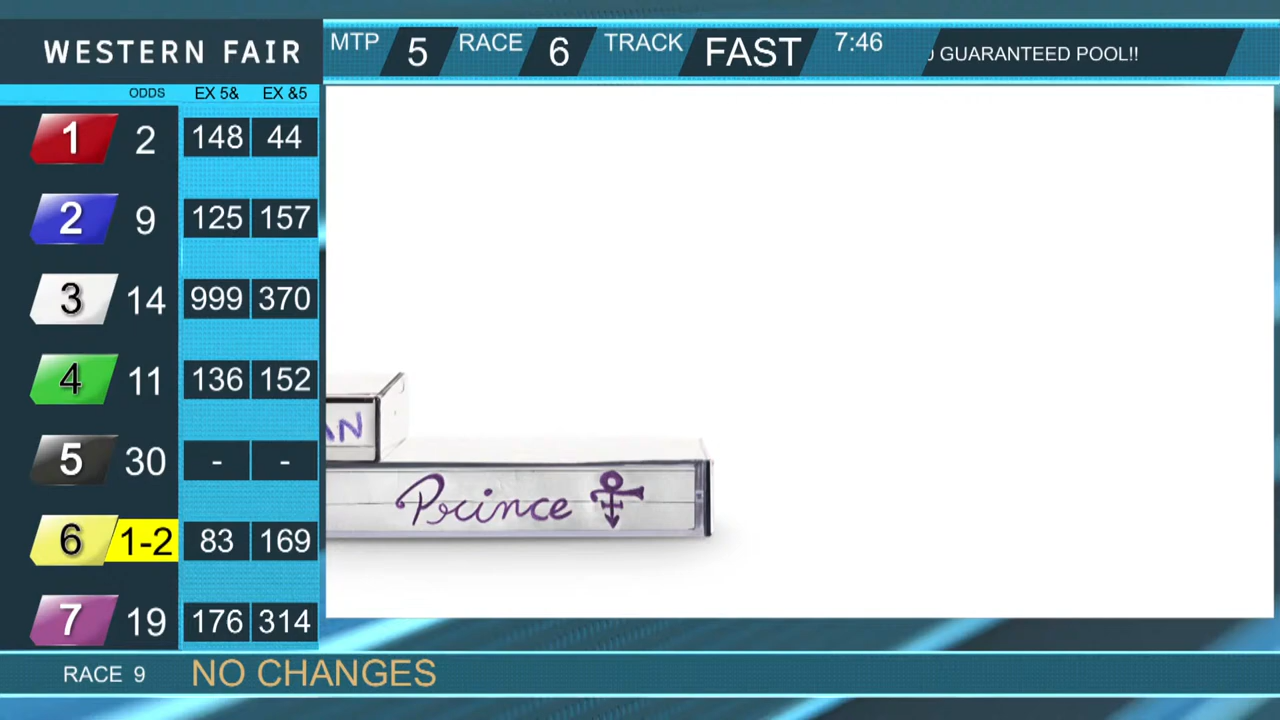 WESTERN FAIR
MTP 5 RACE 6 TRACK FAST 7:46 GUARANTEED POOL!!
ODDS EX 5& EX &5
1 2 148 44
2 9 125 157
3 14 999 370
4 11 136 152
5 30 - -
6 1-2 83 169
7 19 176 314
AN
Prince
RACE 9 NO CHANGES